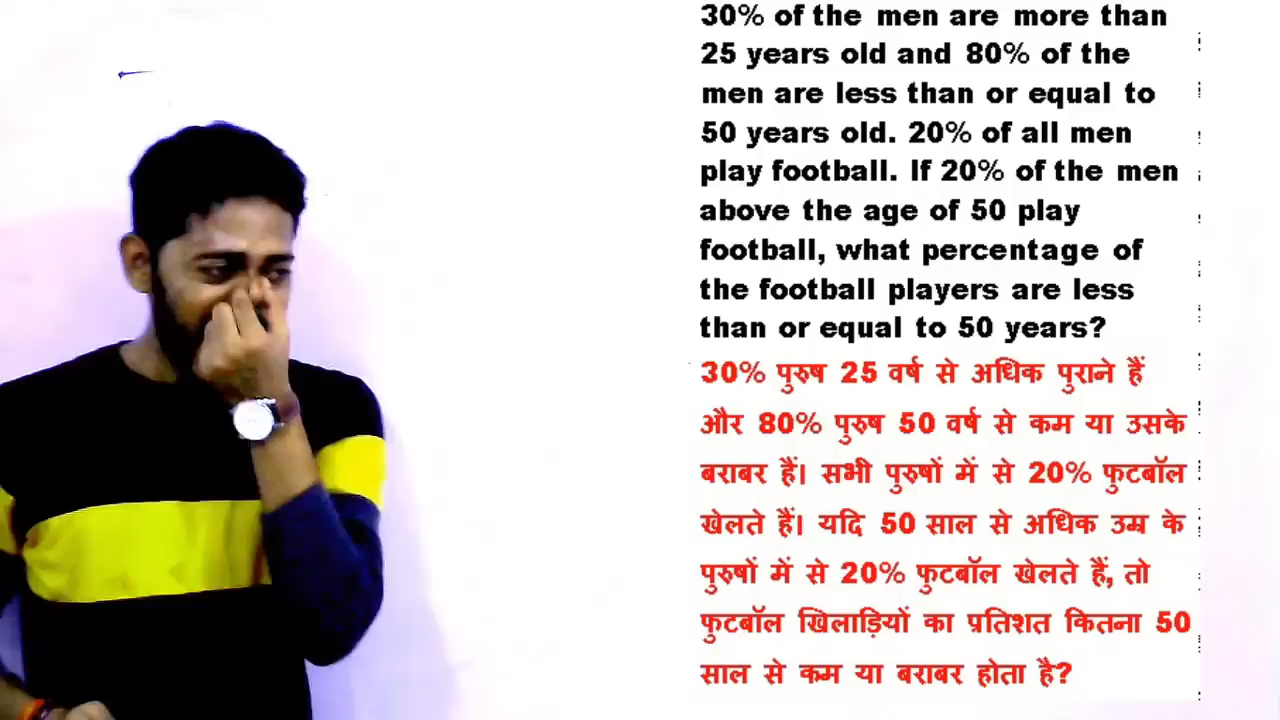 30% of the men are more than
25 years old and 80% of the
men are less than or equal to
50 years old. 20% of all men
play football. If 20% of the men
above the age of 50 play
football, what percentage of
the football players are less
than or equal to 50 years?
30% पुरुष 25 वर्ष से अधिक पुराने हैं
और 80% पुरुष 50 वर्ष से कम या उसके
बराबर हैं। सभी पुरुषों में से 20% फुटबॉल
खेलते हैं। यदि 50 साल से अधिक उम्र के
पुरुषों में से 20% फुटबॉल खेलते हैं, तो
फुटबॉल खिलाड़ियों का प्रतिशत कितना 50
साल से कम या बराबर होता है?